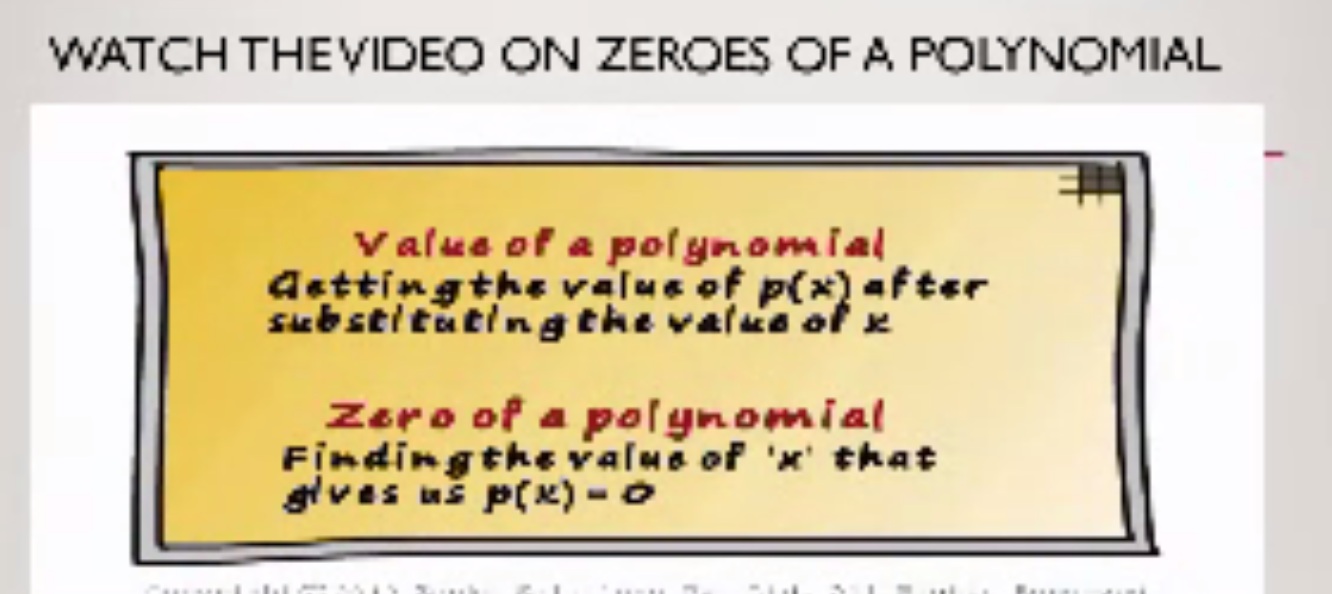 WATCH THE VIDEO ON ZEROES OF A POLYNOMIAL
Value of a polynomial
Getting the value of p(x) after
substituting the value of x
Zero of a polynomial
Finding the value of 'x' that
gives us p(x) = 0